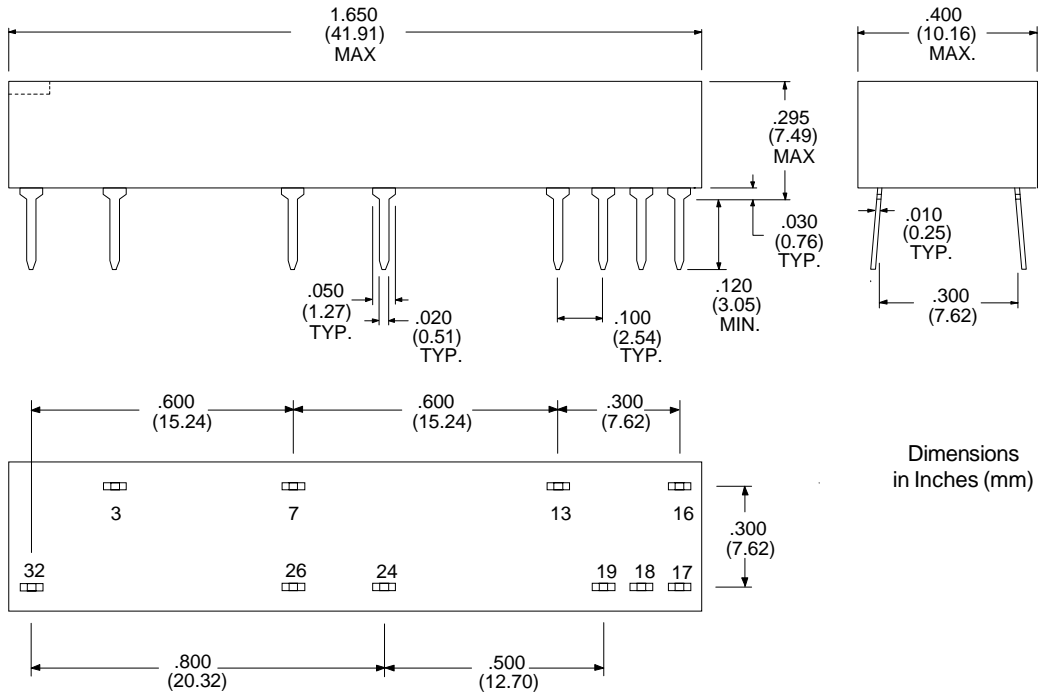 1.650
(41.91)
MAX
.400
(10.16)
MAX.
.295
(7.49)
MAX
.030
(0.76)
TYP.
.010
(0.25)
TYP.
.050
(1.27)
TYP.
.020
(0.51)
TYP.
.100
(2.54)
TYP.
.120
(3.05)
MIN.
.300
(7.62)
.600
(15.24)
.600
(15.24)
.300
(7.62)
Dimensions
in Inches (mm)
3 7 13 16
.300
(7.62)
32 26 24 19 18 17
.800
(20.32)
.500
(12.70)